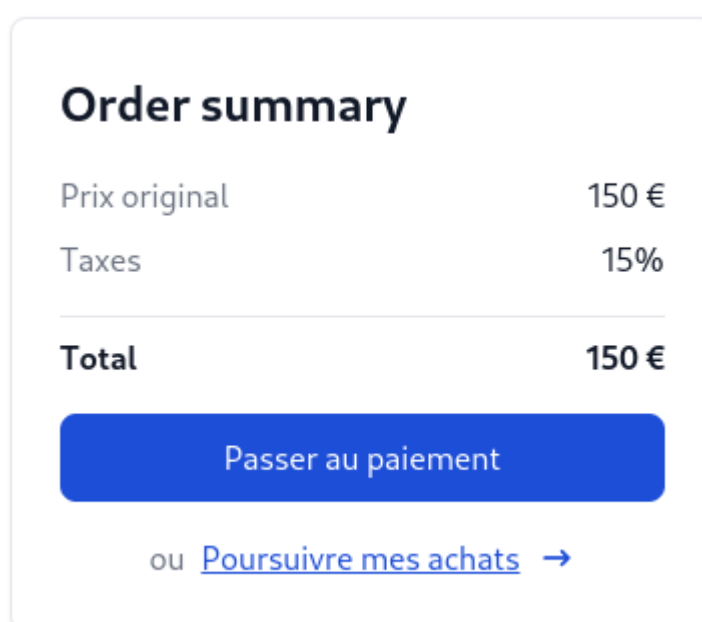 Order summary
Prix original 150 €
Taxes 15%
Total 150 €
Passer au paiement
ou Poursuivre mes achats →